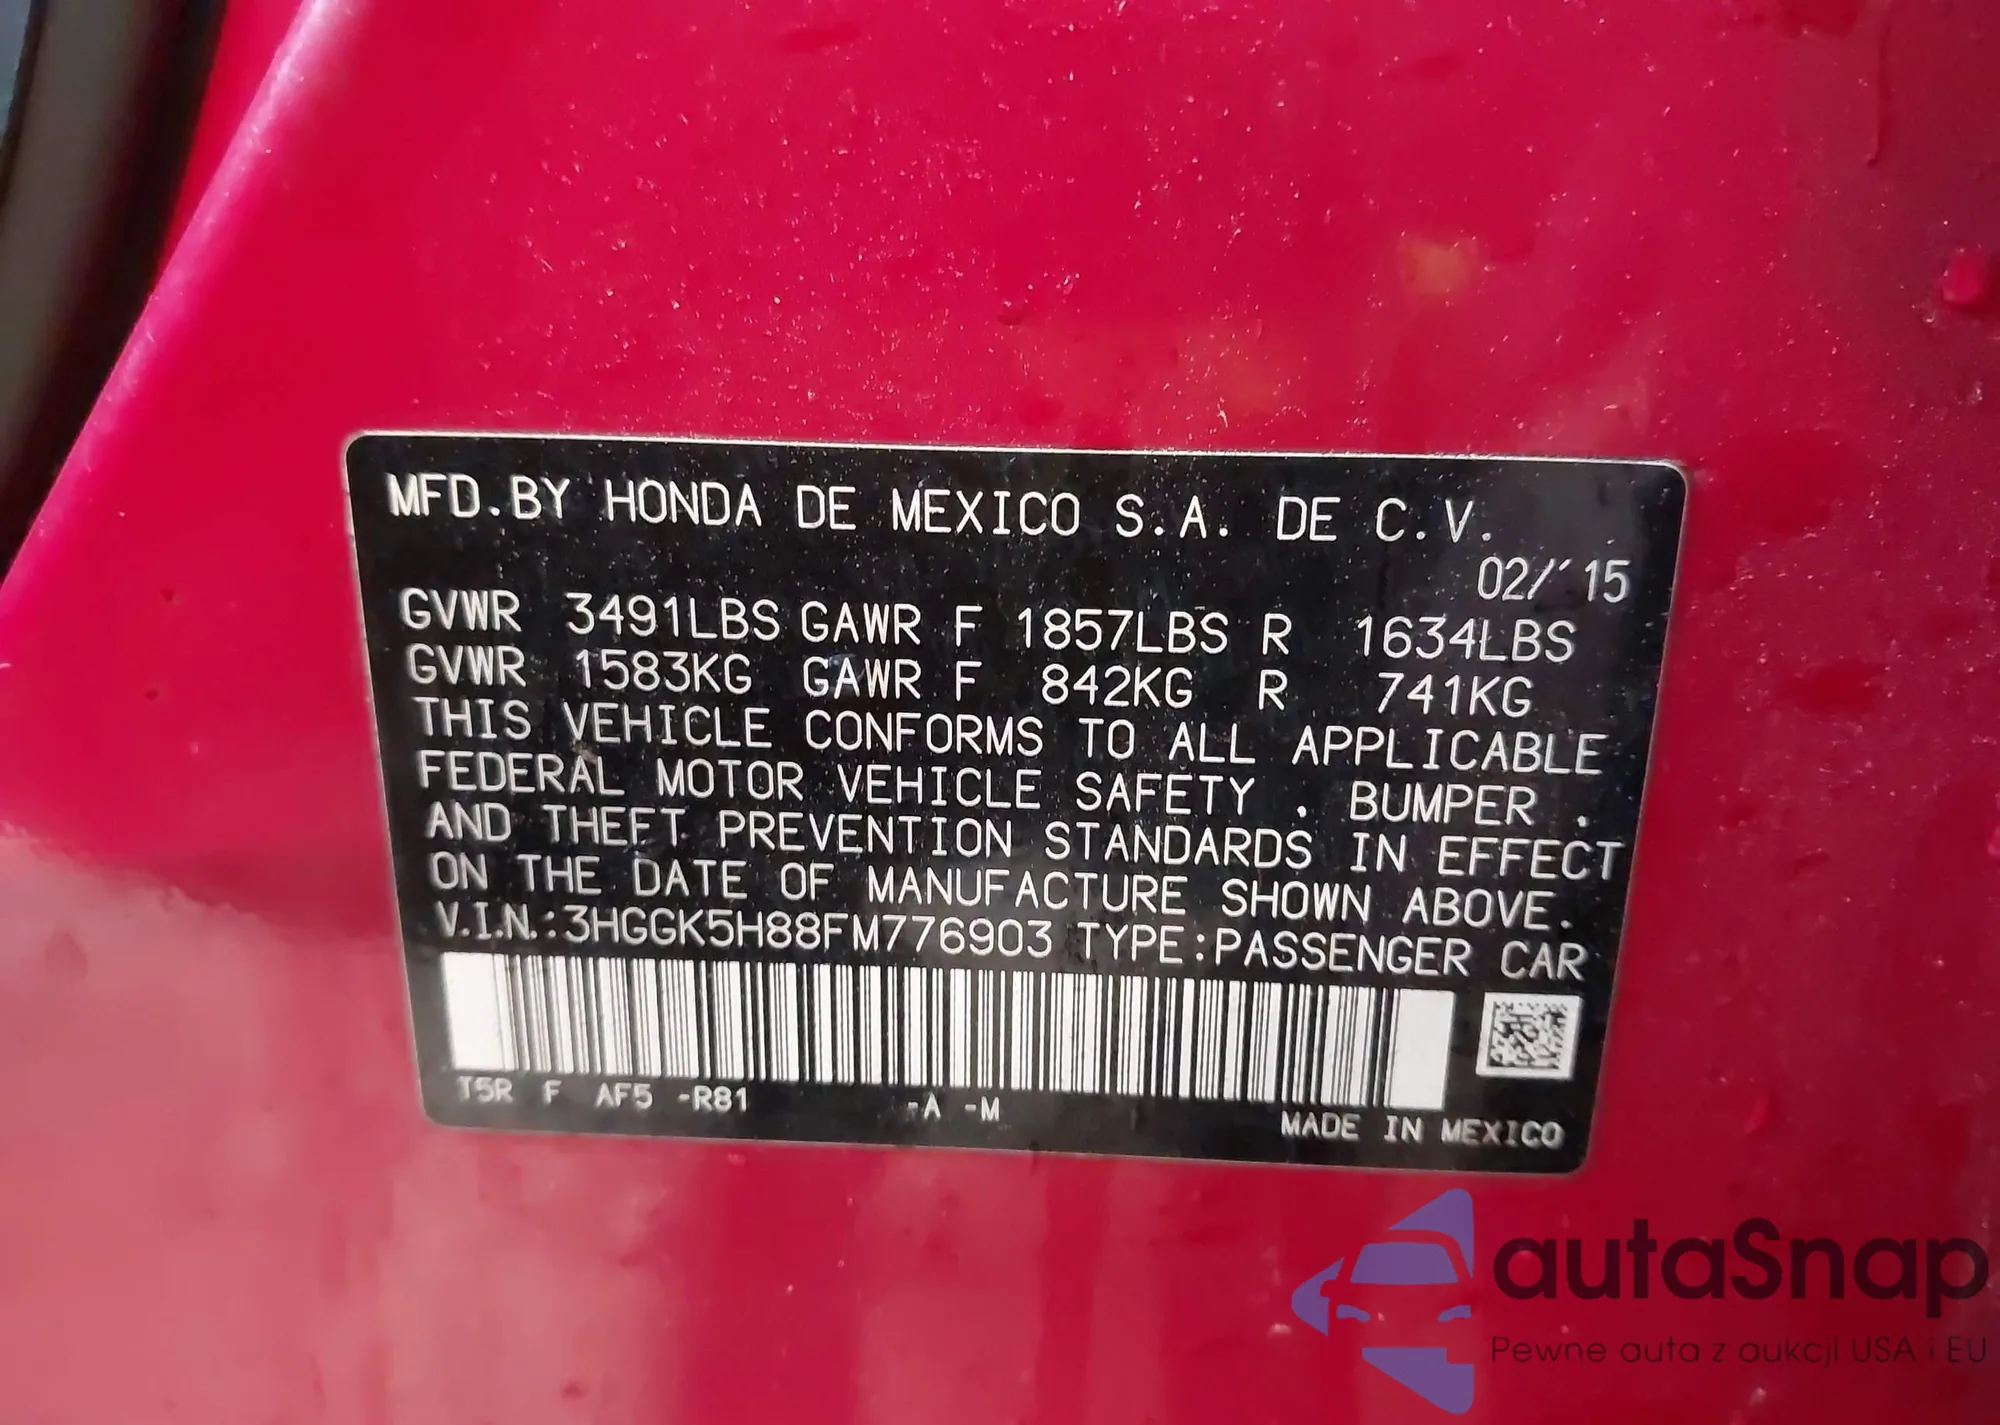 MFD.BY HONDA DE MEXICO S.A. DE C.V.
02/'15
GVWR 3491LBS GAWR F 1857LBS R 1634LBS
GVWR 1583KG GAWR F 842KG R 741KG
THIS VEHICLE CONFORMS TO ALL APPLICABLE
FEDERAL MOTOR VEHICLE SAFETY , BUMPER ,
AND THEFT PREVENTION STANDARDS IN EFFECT
ON THE DATE OF MANUFACTURE SHOWN ABOVE.
V.I.N.:3HGGK5H88FM776903 TYPE:PASSENGER CAR
T5R F AF5 -R81 -A -M
MADE IN MEXICO
autaSnap
Pewne auta z aukcji USA i EU